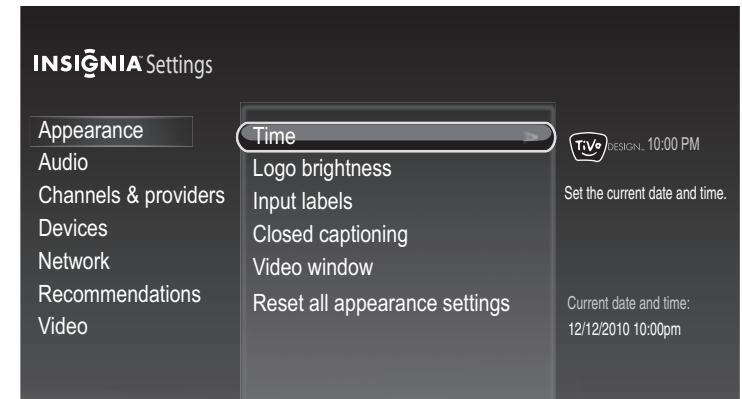 INSIGNIA Settings
Appearance
Audio
Channels & providers
Devices
Network
Recommendations
Video
Time
Logo brightness
Input labels
Closed captioning
Video window
Reset all appearance settings
TiVo DESIGN™ 10:00 PM
Set the current date and time.
Current date and time:
12/12/2010 10:00pm